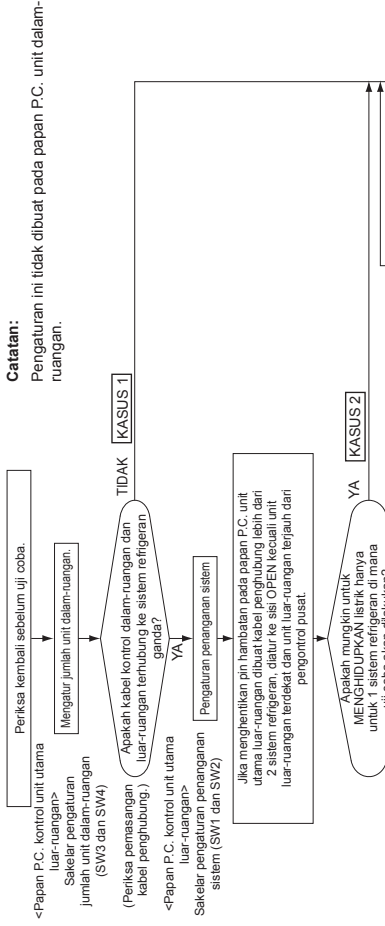 Catatan:
Pengaturan ini tidak dibuat pada papan P.C. unit dalam-
ruangan.
Periksa kembali sebelum uji coba.
<Papan P.C. kontrol unit utama
luar-ruangan>
Sakelar pengaturan
jumlah unit dalam-ruangan
(SW3 dan SW4)
Mengatur jumlah unit dalam-ruangan.
(Periksa pemasangan
kabel penghubung.)
Apakah kabel kontrol dalam-ruangan dan
luar-ruangan terhubung ke sistem refrigeran
ganda?
TIDAK
KASUS 1
YA
<Papan P.C. kontrol unit utama
luar-ruangan>
Sakelar pengaturan penanganan
sistem (SW1 dan SW2)
Pengaturan penanganan sistem
Jika menghentikan pin hambatan pada papan P.C. unit
utama luar-ruangan dibuat kabel penghubung lebih dari
2 sistem refrigeran, diatur ke sisi OPEN kecuali unit
luar-ruangan terdekat dan unit luar-ruangan terjauh dari
pengontrol pusat.
Apakah mungkin untuk
MENGHIDUPKAN listrik hanya
untuk 1 sistem refrigeran di mana
YA
KASUS 2